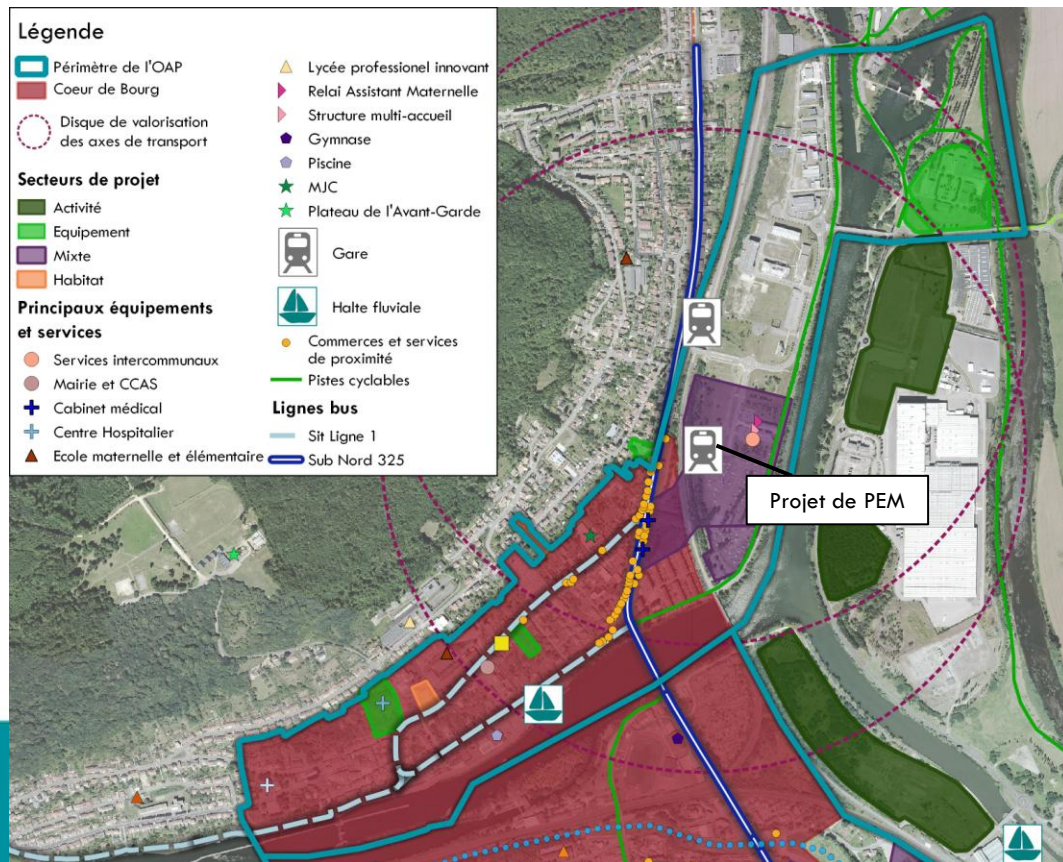 Légende
Périmètre de l'OAP
Coeur de Bourg
Disque de valorisation
des axes de transport
Secteurs de projet
Activité
Equipement
Mixte
Habitat
Principaux équipements
et services
Services intercommunaux
Mairie et CCAS
Cabinet médical
Centre Hospitalier
Ecole maternelle et élémentaire
Lycée professionel innovant
Relai Assistant Maternelle
Structure multi-accueil
Gymnase
Piscine
MJC
Plateau de l'Avant-Garde
Gare
Halte fluviale
Commerces et services
de proximité
Pistes cyclables
Lignes bus
Sit Ligne 1
Sub Nord 325
Projet de PEM